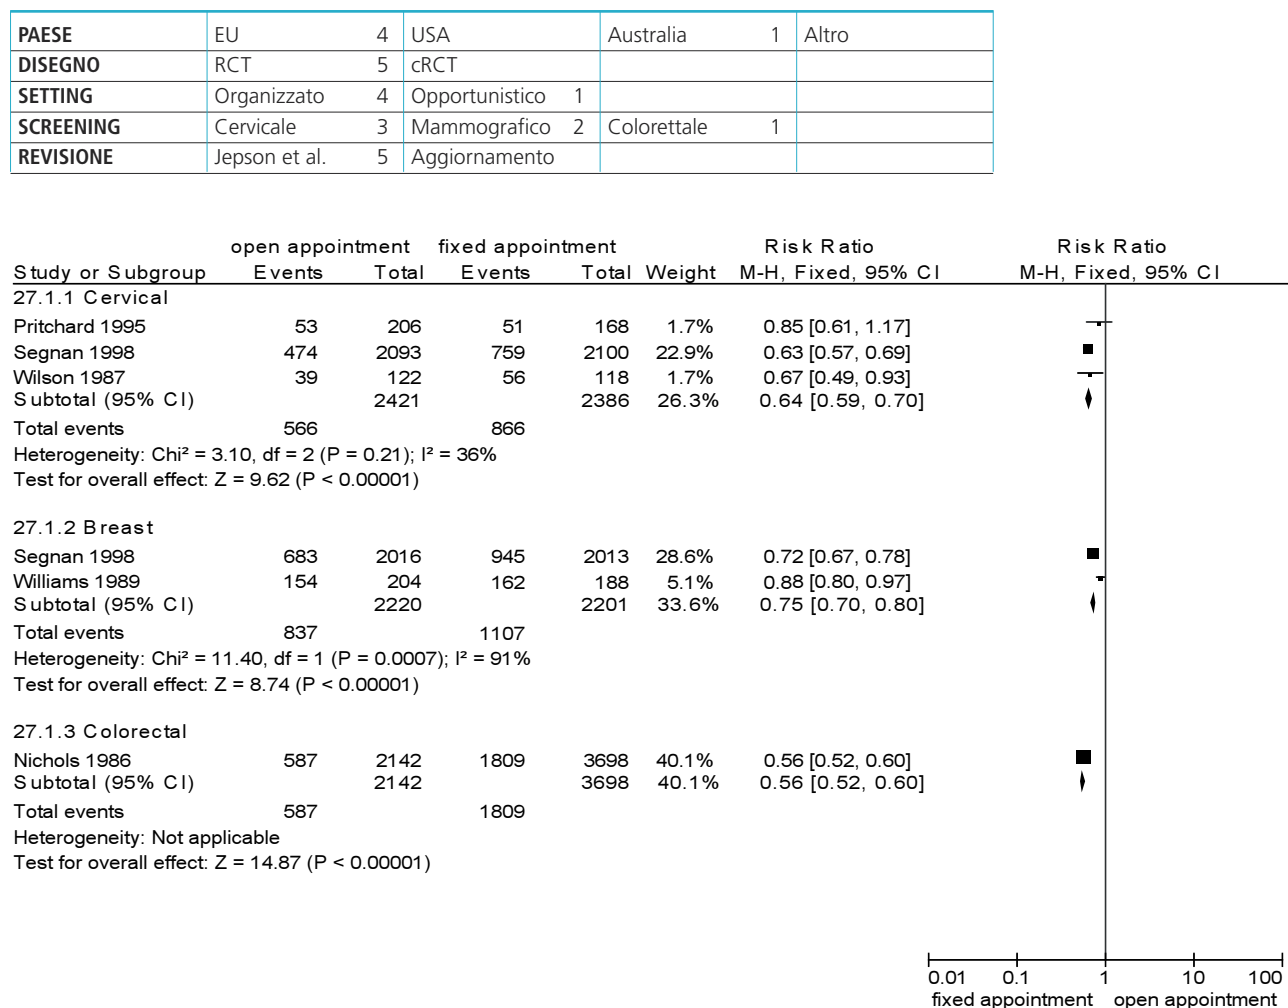 PAESE EU 4 USA Australia 1 Altro
DISEGNO RCT 5 cRCT
SETTING Organizzato 4 Opportunistico 1
SCREENING Cervicale 3 Mammografico 2 Colorettale 1
REVISIONE Jepson et al. 5 Aggiornamento
open appointment fixed appointment Risk Ratio Risk Ratio
Study or Subgroup Events Total Events Total Weight M-H, Fixed, 95% CI M-H, Fixed, 95% CI
27.1.1 Cervical
Pritchard 1995 53 206 51 168 1.7% 0.85 [0.61, 1.17]
Segnan 1998 474 2093 759 2100 22.9% 0.63 [0.57, 0.69]
Wilson 1987 39 122 56 118 1.7% 0.67 [0.49, 0.93]
Subtotal (95% CI) 2421 2386 26.3% 0.64 [0.59, 0.70]
Total events 566 866
Heterogeneity: Chi² = 3.10, df = 2 (P = 0.21); I² = 36%
Test for overall effect: Z = 9.62 (P < 0.00001)
27.1.2 Breast
Segnan 1998 683 2016 945 2013 28.6% 0.72 [0.67, 0.78]
Williams 1989 154 204 162 188 5.1% 0.88 [0.80, 0.97]
Subtotal (95% CI) 2220 2201 33.6% 0.75 [0.70, 0.80]
Total events 837 1107
Heterogeneity: Chi² = 11.40, df = 1 (P = 0.0007); I² = 91%
Test for overall effect: Z = 8.74 (P < 0.00001)
27.1.3 Colorectal
Nichols 1986 587 2142 1809 3698 40.1% 0.56 [0.52, 0.60]
Subtotal (95% CI) 2142 3698 40.1% 0.56 [0.52, 0.60]
Total events 587 1809
Heterogeneity: Not applicable
Test for overall effect: Z = 14.87 (P < 0.00001)
0.01 0.1 1 10 100
fixed appointment open appointment